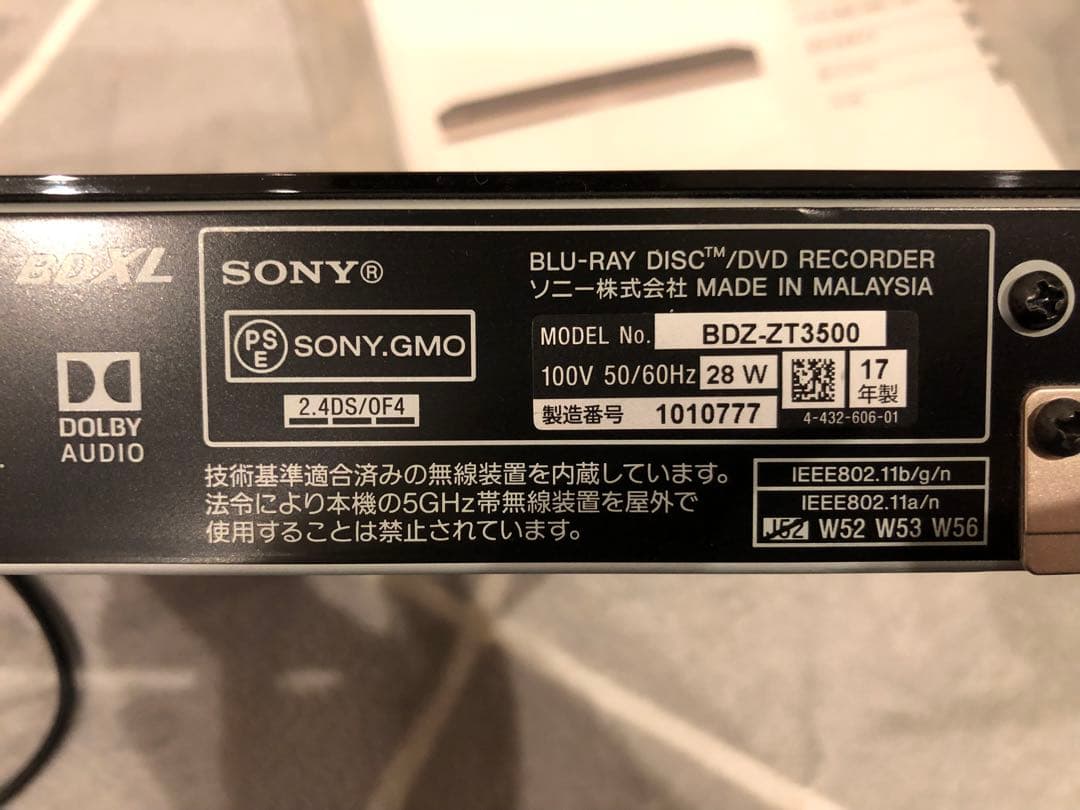 BDXL
SONY®
BLU-RAY DISC™/DVD RECORDER
ソニー株式会社 MADE IN MALAYSIA
PSE SONY.GMO
MODEL No. BDZ-ZT3500
100V 50/60Hz 28 W
17年製
2.4DS/OF4
製造番号 1010777
4-432-606-01
DOLBY
AUDIO
技術基準適合済みの無線装置を内蔵しています。
法令により本機の5GHz帯無線装置を屋外で
使用することは禁止されています。
IEEE802.11b/g/n
IEEE802.11a/n
J52 W52 W53 W56